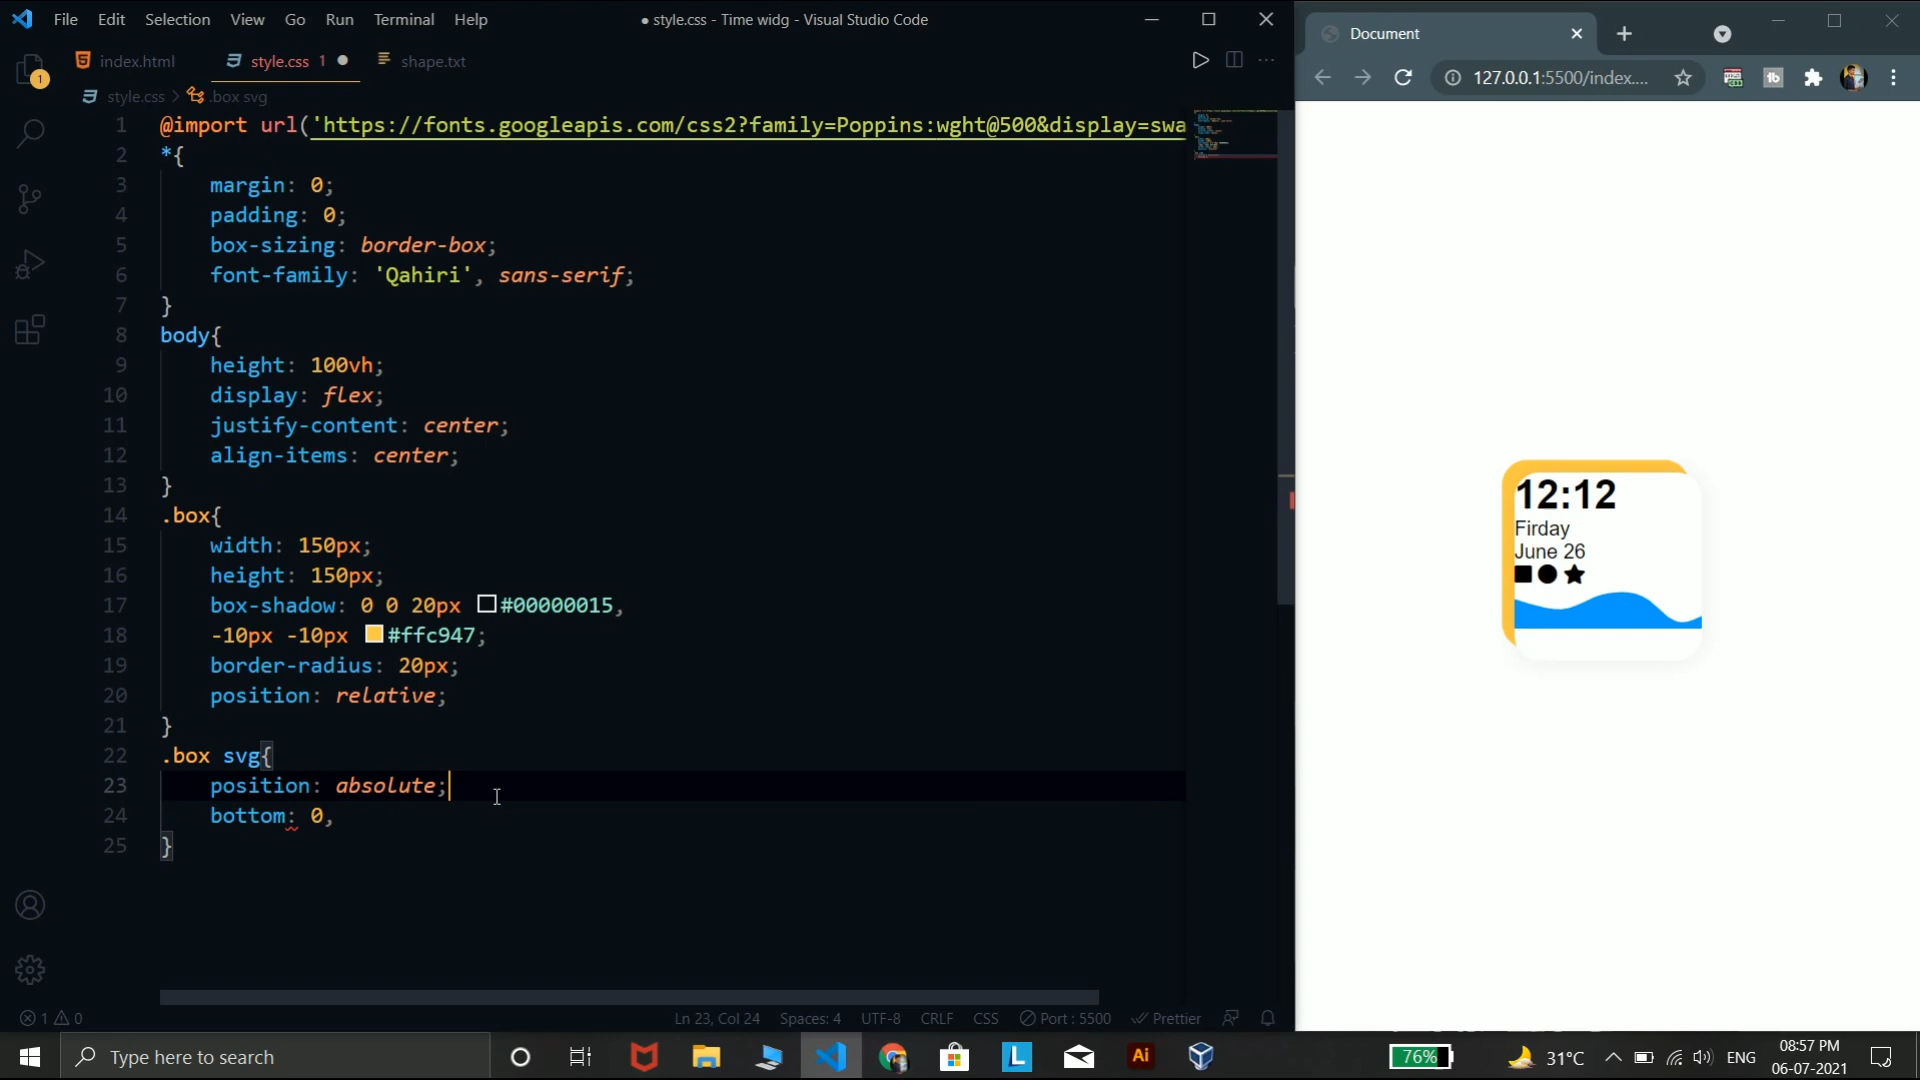 File Edit Selection View Go Run Terminal Help
● style.css - Time widg - Visual Studio Code
index.html style.css 1 ● shape.txt
style.css > .box svg
1 @import url('https://fonts.googleapis.com/css2?family=Poppins:wght@500&display=swa
2 *{
3 margin: 0;
4 padding: 0;
5 box-sizing: border-box;
6 font-family: 'Qahiri', sans-serif;
7 }
8 body{
9 height: 100vh;
10 display: flex;
11 justify-content: center;
12 align-items: center;
13 }
14 .box{
15 width: 150px;
16 height: 150px;
17 box-shadow: 0 0 20px #00000015,
18 -10px -10px #ffc947;
19 border-radius: 20px;
20 position: relative;
21 }
22 .box svg{
23 position: absolute;
24 bottom: 0,
25 }
1
1 0
Ln 23, Col 24 Spaces: 4 UTF-8 CRLF CSS Port : 5500 Prettier
Document
127.0.0.1:5500/index....
12:12
Firday
June 26
Type here to search
L
Ai
76%
31°C
ENG
08:57 PM
06-07-2021